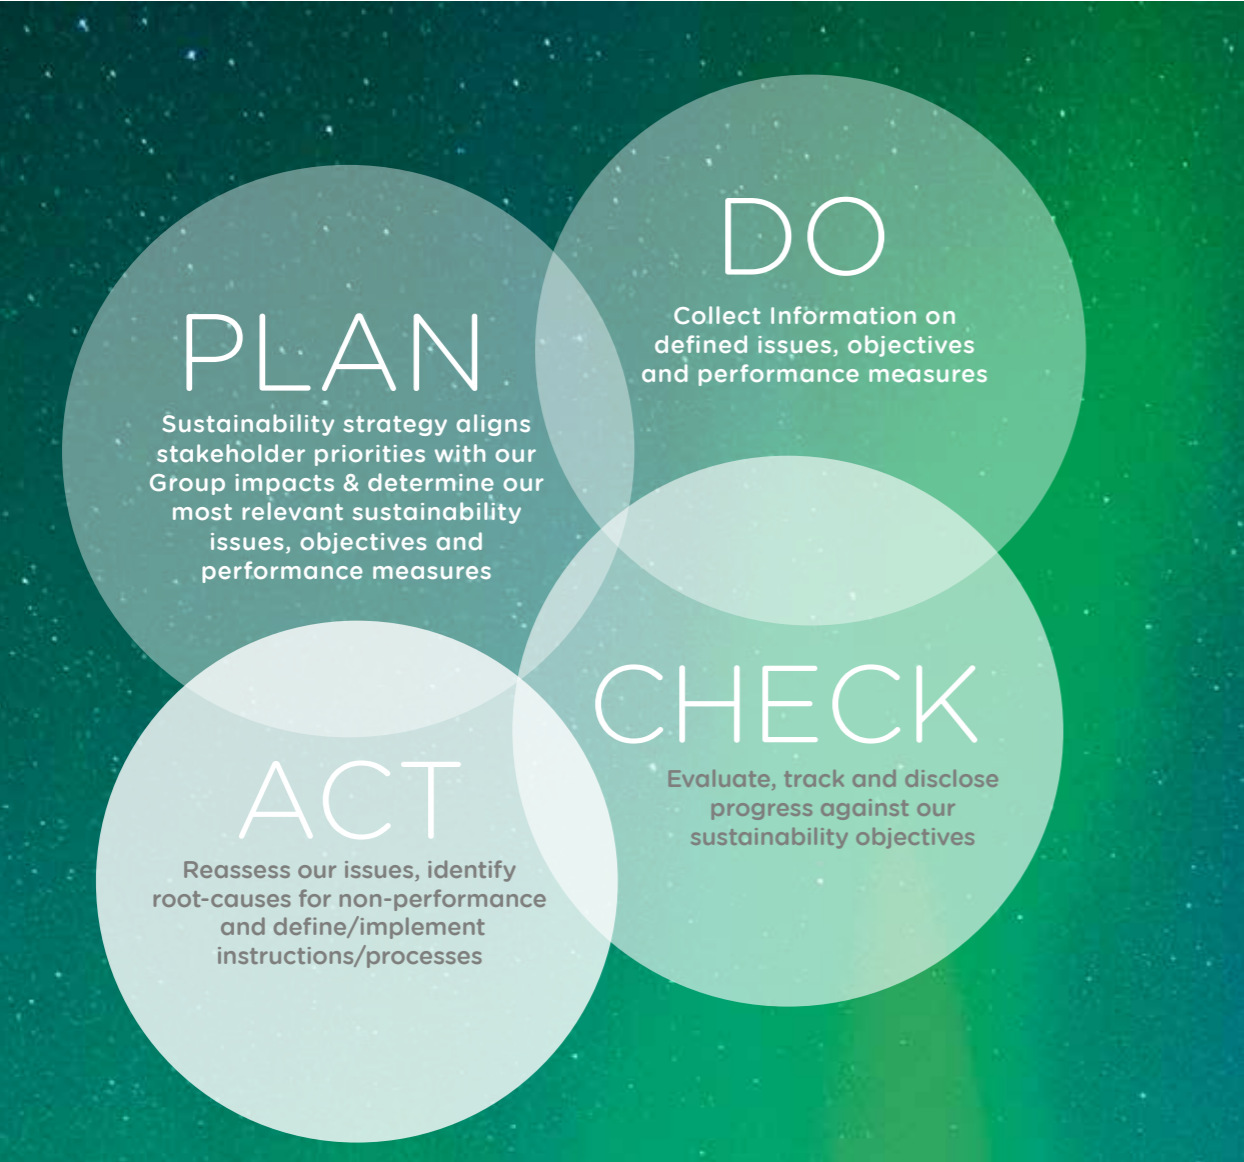 PLAN
Sustainability strategy aligns
stakeholder priorities with our
Group impacts & determine our
most relevant sustainability
issues, objectives and
performance measures
DO
Collect Information on
defined issues, objectives
and performance measures
CHECK
Evaluate, track and disclose
progress against our
sustainability objectives
ACT
Reassess our issues, identify
root-causes for non-performance
and define/implement
instructions/processes